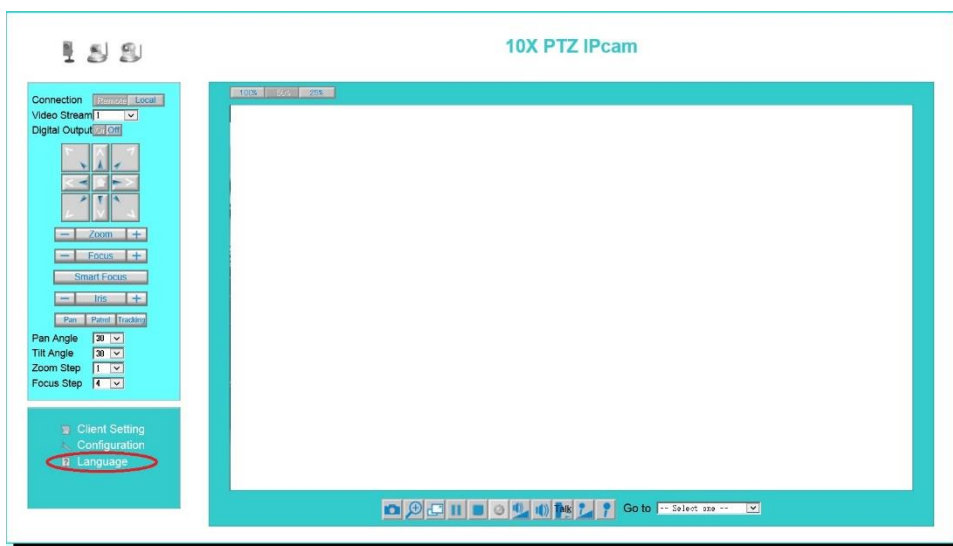 10X PTZ IPcam
Connection Remote Local
Video Stream 1
Digital Output On Off
Zoom
Focus
Smart Focus
Iris
Pan Patrol Tracking
Pan Angle 30
Tilt Angle 30
Zoom Step 1
Focus Step 4
Client Setting
Configuration
Language
100% 50% 25%
Talk Go to -- Select one --